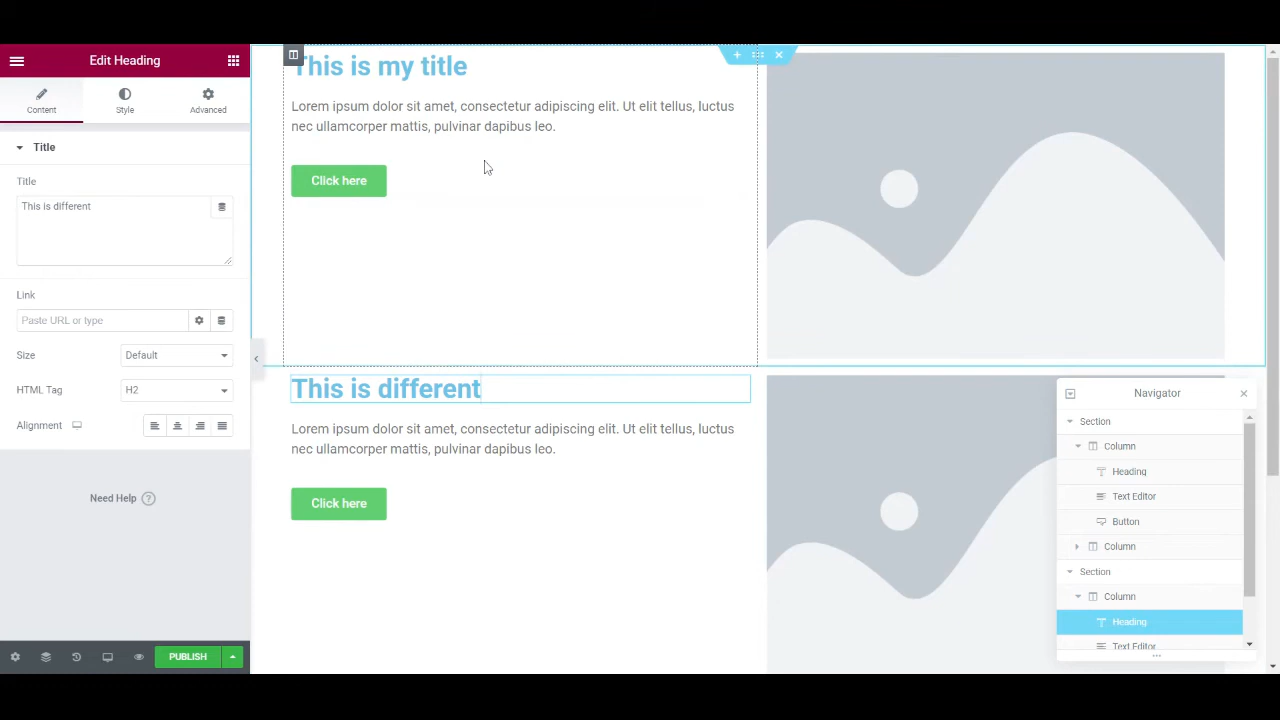 Edit Heading
Content
Style
Advanced
Title
Title
This is different
Link
Paste URL or type
Size
Default
HTML Tag
H2
Alignment
Need Help ?
PUBLISH
This is my title
Lorem ipsum dolor sit amet, consectetur adipiscing elit. Ut elit tellus, luctus
nec ullamcorper mattis, pulvinar dapibus leo.
Click here
This is different
Lorem ipsum dolor sit amet, consectetur adipiscing elit. Ut elit tellus, luctus
nec ullamcorper mattis, pulvinar dapibus leo.
Click here
Navigator
Section
Column
Heading
Text Editor
Button
Column
Section
Column
Heading
Text Editor